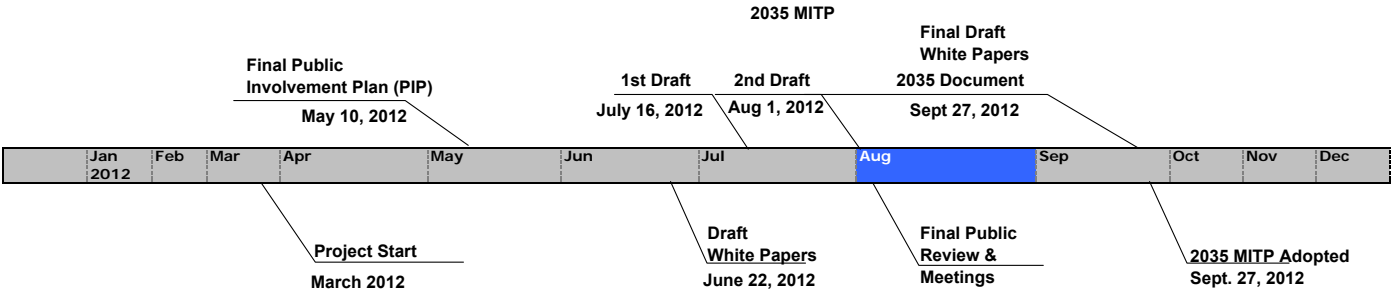 2035 MITP
Final Draft
White Papers
2035 Document
Sept 27, 2012
Final Public
Involvement Plan (PIP)
May 10, 2012
1st Draft
July 16, 2012
2nd Draft
Aug 1, 2012
Jan
2012
Feb
Mar
Apr
May
Jun
Jul
Aug
Sep
Oct
Nov
Dec
Project Start
March 2012
Draft
White Papers
June 22, 2012
Final Public
Review &
Meetings
2035 MITP Adopted
Sept. 27, 2012